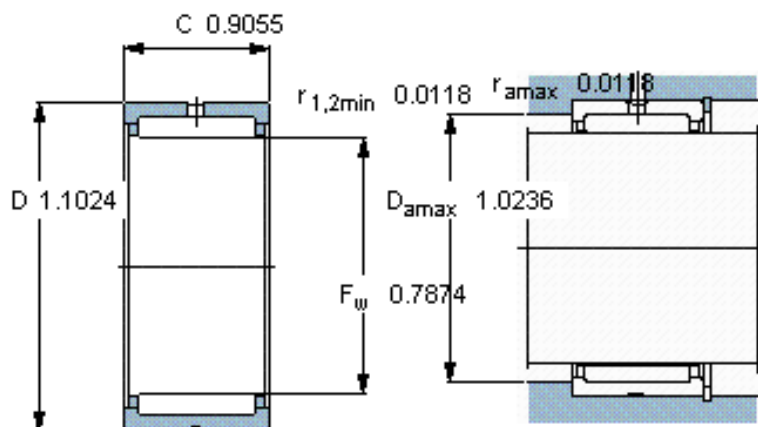 C 0.9055
r1,2min 0.0118
ramax 0.0118
D 1.1024
Damax 1.0236
Fw 0.7874